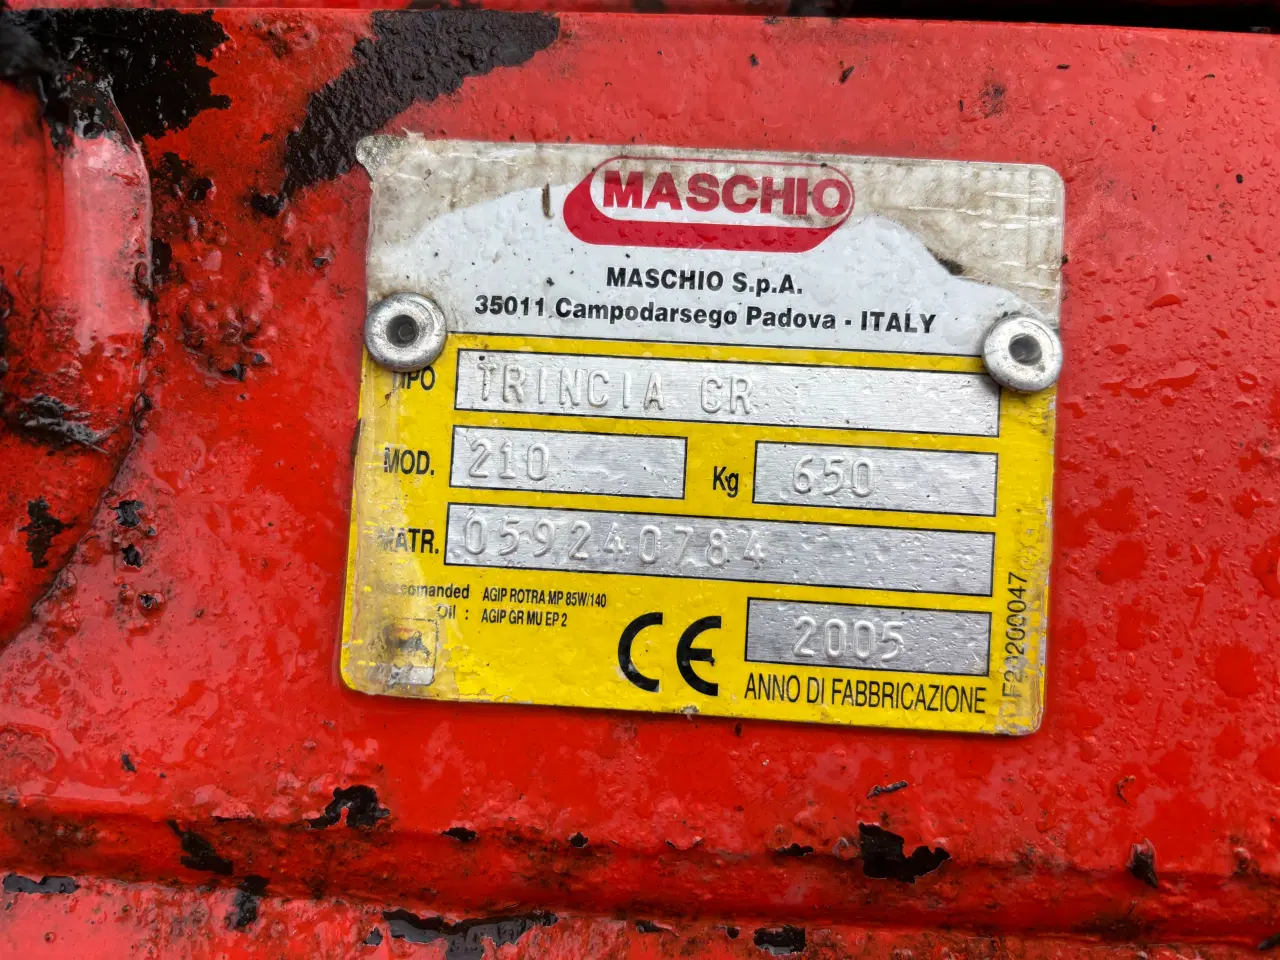 MASCHIO
MASCHIO S.p.A.
35011 Campodarsego Padova - ITALY
TIPO TRINCIA CR
MOD. 210 Kg 650
MATR. 059240784
AGIP ROTRA MP 85W/140
Oil : AGIP GR MU EP 2
CE 2005
ANNO DI FABBRICAZIONE